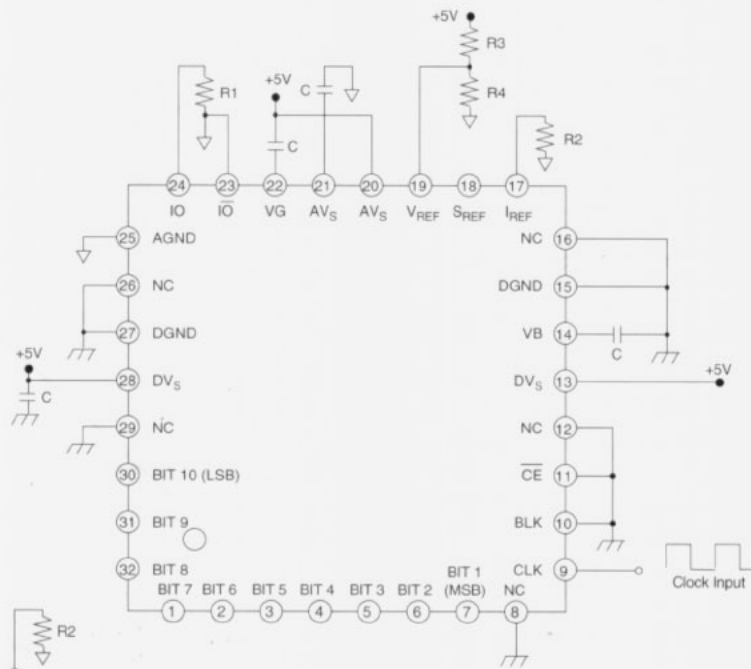 +5V
R3
+5V
R1
C
R4
C
R2
24 23 22 21 20 19 18 17
IO IO VG AVS AVS VREF SREF IREF
25 AGND
NC 16
26 NC
DGND 15
27 DGND
VB 14
C
+5V
28 DVS
C
DVS 13
+5V
29 NC
NC 12
30 BIT 10 (LSB)
CE 11
31 BIT 9
BLK 10
32 BIT 8
CLK 9
Clock Input
BIT 7 BIT 6 BIT 5 BIT 4 BIT 3 BIT 2 BIT 1 (MSB) NC
1 2 3 4 5 6 7 8
R2